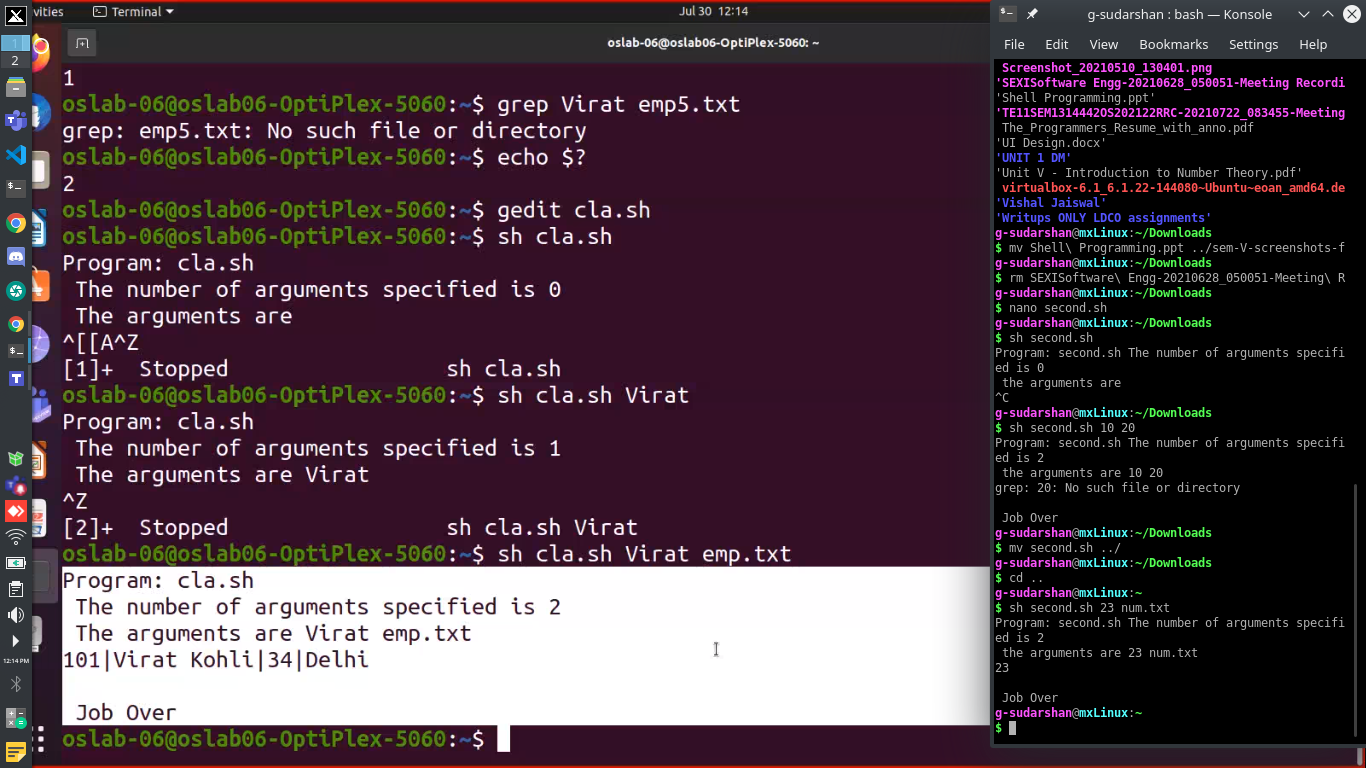 vities
Terminal
Jul 30 12:14
oslab-06@oslab06-OptiPlex-5060: ~
1
oslab-06@oslab06-OptiPlex-5060:~$ grep Virat emp5.txt
grep: emp5.txt: No such file or directory
oslab-06@oslab06-OptiPlex-5060:~$ echo $?
2
oslab-06@oslab06-OptiPlex-5060:~$ gedit cla.sh
oslab-06@oslab06-OptiPlex-5060:~$ sh cla.sh
Program: cla.sh
The number of arguments specified is 0
The arguments are
^[[A^Z
[1]+  Stopped                 sh cla.sh
oslab-06@oslab06-OptiPlex-5060:~$ sh cla.sh Virat
Program: cla.sh
The number of arguments specified is 1
The arguments are Virat
^Z
[2]+  Stopped                 sh cla.sh Virat
oslab-06@oslab06-OptiPlex-5060:~$ sh cla.sh Virat emp.txt
Program: cla.sh
The number of arguments specified is 2
The arguments are Virat emp.txt
101|Virat Kohli|34|Delhi
Job Over
oslab-06@oslab06-OptiPlex-5060:~$
1
2
12:14 PM
g-sudarshan : bash — Konsole
File Edit View Bookmarks Settings Help
Screenshot_20210510_130401.png
'SEXISoftware Engg-20210628_050051-Meeting Recordi
'Shell Programming.ppt'
'TE11SEM1314442OS202122RRC-20210722_083455-Meeting
The_Programmers_Resume_with_anno.pdf
'UI Design.docx'
'UNIT 1 DM'
'Unit V - Introduction to Number Theory.pdf'
virtualbox-6.1_6.1.22-144080~Ubuntu~eoan_amd64.de
'Vishal Jaiswal'
'Writups ONLY LDCO assignments'
g-sudarshan@mxLinux:~/Downloads
$ mv Shell\ Programming.ppt ../sem-V-screenshots-f
g-sudarshan@mxLinux:~/Downloads
$ rm SEXISoftware\ Engg-20210628_050051-Meeting\ R
g-sudarshan@mxLinux:~/Downloads
$ nano second.sh
g-sudarshan@mxLinux:~/Downloads
$ sh second.sh
Program: second.sh The number of arguments specifi
ed is 0
the arguments are
^C
g-sudarshan@mxLinux:~/Downloads
$ sh second.sh 10 20
Program: second.sh The number of arguments specifi
ed is 2
the arguments are 10 20
grep: 20: No such file or directory
Job Over
g-sudarshan@mxLinux:~/Downloads
$ mv second.sh ../
g-sudarshan@mxLinux:~/Downloads
$ cd ..
g-sudarshan@mxLinux:~
$ sh second.sh 23 num.txt
Program: second.sh The number of arguments specifi
ed is 2
the arguments are 23 num.txt
23
Job Over
g-sudarshan@mxLinux:~
$